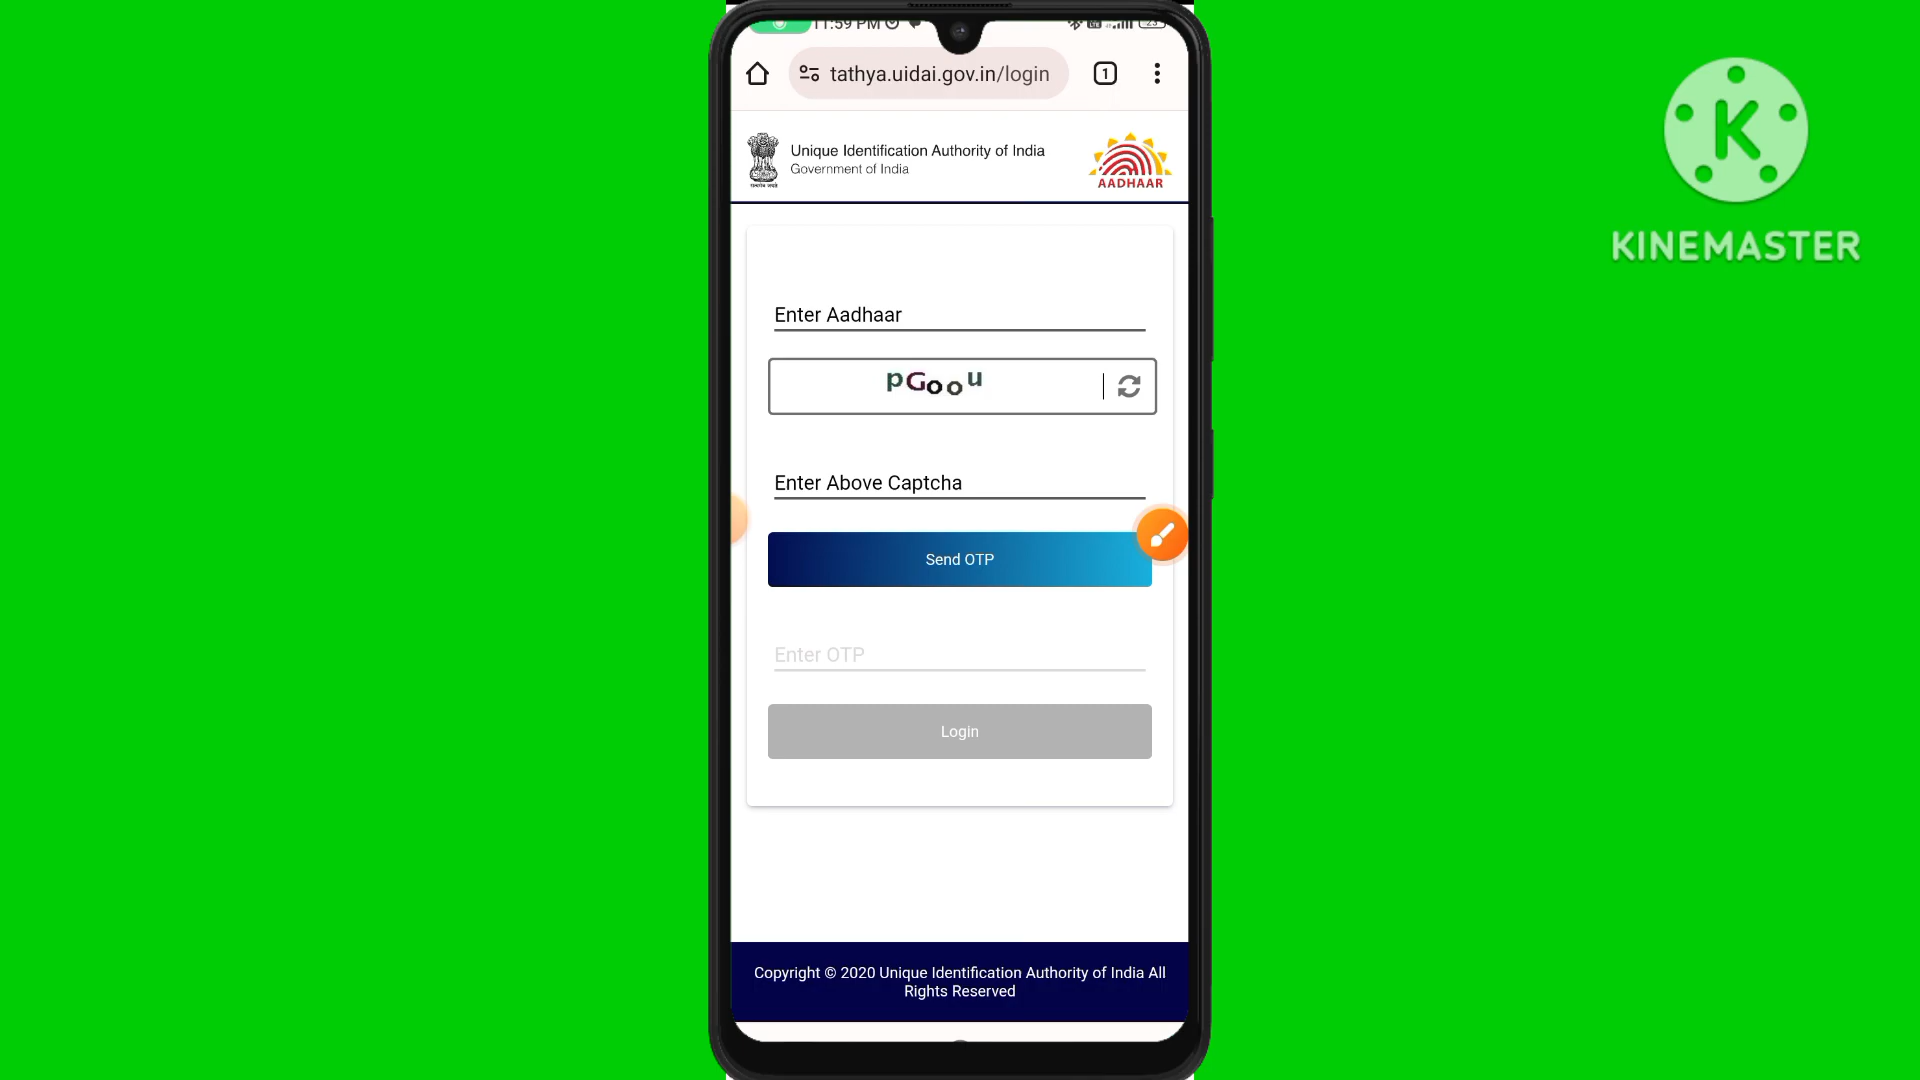 11:59 PM
23
tathya.uidai.gov.in/login
1
Unique Identification Authority of India
Government of India
AADHAAR
K
KINEMASTER
Enter Aadhaar
pGoou
Enter Above Captcha
Send OTP
Enter OTP
Login
Copyright © 2020 Unique Identification Authority of India All
Rights Reserved